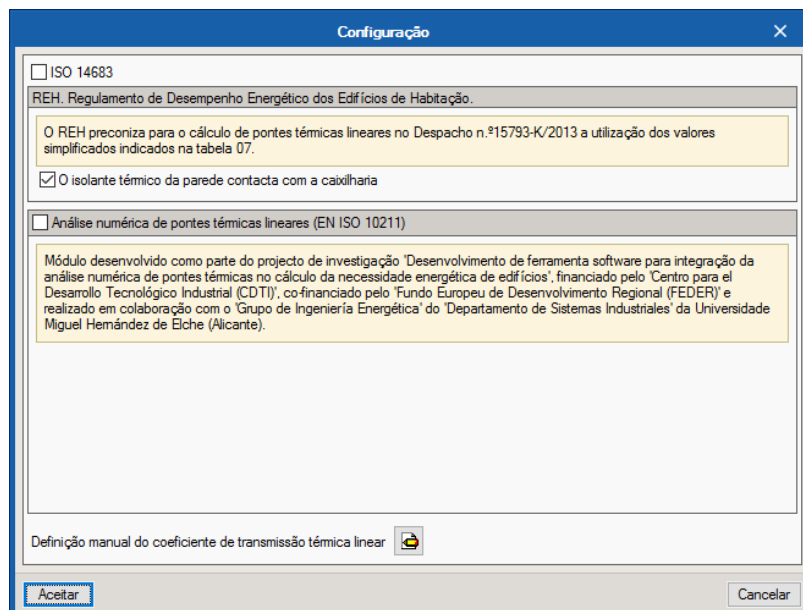 Configuração
ISO 14683
REH. Regulamento de Desempenho Energético dos Edifícios de Habitação.
O REH preconiza para o cálculo de pontes térmicas lineares no Despacho n.º15793-K/2013 a utilização dos valores
simplificados indicados na tabela 07.
O isolante térmico da parede contacta com a caixilharia
Análise numérica de pontes térmicas lineares (EN ISO 10211)
Módulo desenvolvido como parte do projecto de investigação 'Desenvolvimento de ferramenta software para integração da
análise numérica de pontes térmicas no cálculo da necessidade energética de edifícios', financiado pelo 'Centro para el
Desarrollo Tecnológico Industrial (CDTI)', co-financiado pelo 'Fundo Europeu de Desenvolvimento Regional (FEDER)' e
realizado em colaboração com o 'Grupo de Ingeniería Energética' do 'Departamento de Sistemas Industriales' da Universidade
Miguel Hernández de Elche (Alicante).
Definição manual do coeficiente de transmissão térmica linear
Aceitar
Cancelar